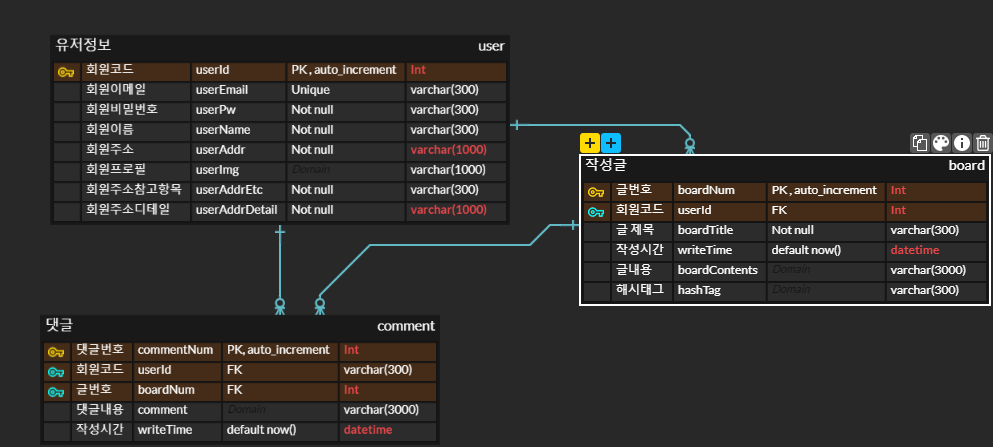 유저정보 user
회원코드 userId PK, auto_increment Int
회원이메일 userEmail Unique varchar(300)
회원비밀번호 userPw Not null varchar(300)
회원이름 userName Not null varchar(300)
회원주소 userAddr Not null varchar(1000)
회원프로필 userImg Domain varchar(1000)
회원주소참고항목 userAddrEtc Not null varchar(300)
회원주소디테일 userAddrDetail Not null varchar(1000)
작성글 board
글번호 boardNum PK, auto_increment Int
회원코드 userId FK Int
글 제목 boardTitle Not null varchar(300)
작성시간 writeTime default now() datetime
글내용 boardContents Domain varchar(3000)
해시태그 hashTag Domain varchar(300)
댓글 comment
댓글번호 commentNum PK, auto_increment Int
회원코드 userId FK varchar(300)
글번호 boardNum FK Int
댓글내용 comment Domain varchar(3000)
작성시간 writeTime default now() datetime